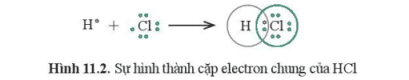 H• + •Cl: → H :Cl:
Hình 11.2. Sự hình thành cặp electron chung của HCl